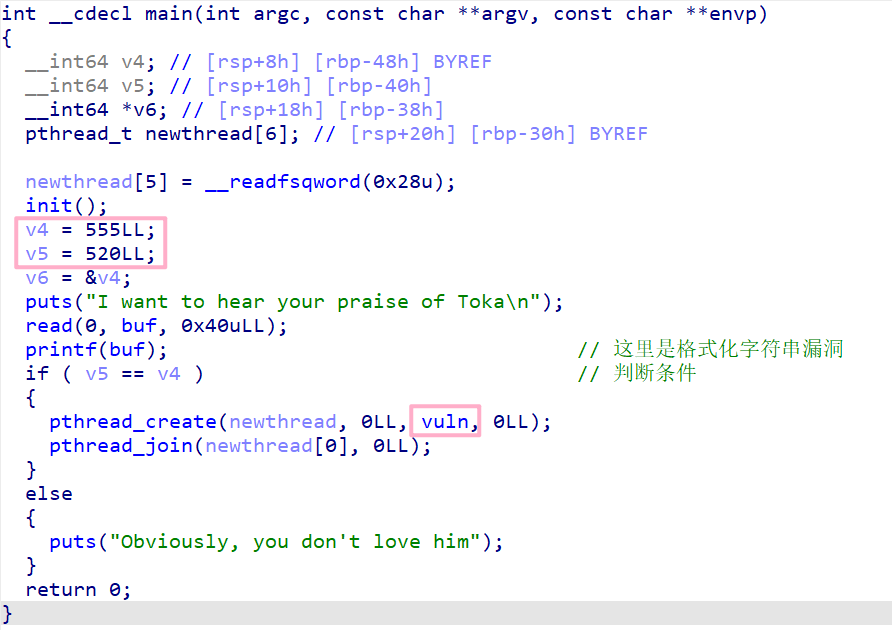 int __cdecl main(int argc, const char **argv, const char **envp)
{
  __int64 v4; // [rsp+8h] [rbp-48h] BYREF
  __int64 v5; // [rsp+10h] [rbp-40h]
  __int64 *v6; // [rsp+18h] [rbp-38h]
  pthread_t newthread[6]; // [rsp+20h] [rbp-30h] BYREF

  newthread[5] = __readfsqword(0x28u);
  init();
  v4 = 555LL;
  v5 = 520LL;
  v6 = &v4;
  puts("I want to hear your praise of Toka\n");
  read(0, buf, 0x40uLL);
  printf(buf);                                  // 这里是格式化字符串漏洞
  if ( v5 == v4 )                               // 判断条件
  {
    pthread_create(newthread, 0LL, vuln, 0LL);
    pthread_join(newthread[0], 0LL);
  }
  else
  {
    puts("Obviously, you don't love him");
  }
  return 0;
}